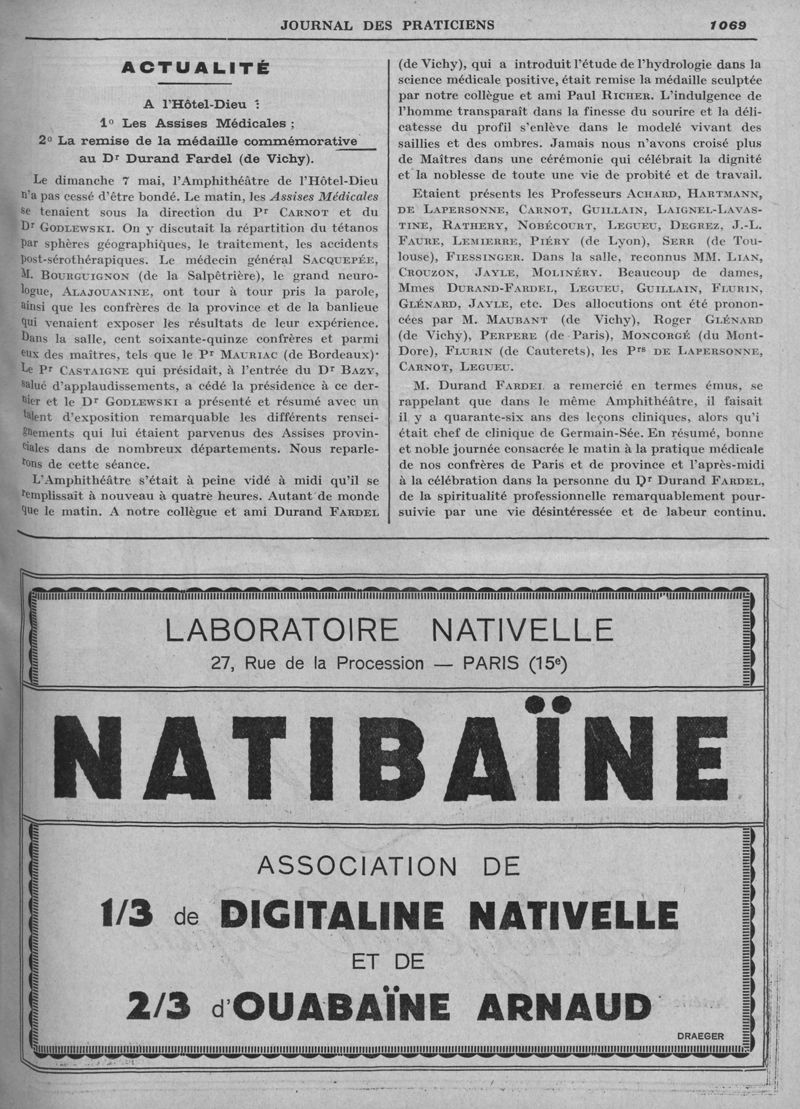 JOURNAL DES PRATICIENS 1069
ACTUALITÉ
A l'Hôtel-Dieu :
1º Les Assises Médicales ;
2º La remise de la médaille commémorative
au Dr Durand Fardel (de Vichy).
Le dimanche 7 mai, l'Amphithéâtre de l'Hôtel-Dieu
n'a pas cessé d'être bondé. Le matin, les Assises Médicales
se tenaient sous la direction du Pr CARNOT et du
Dr GODLEWSKI. On y discutait la répartition du tétanos
par sphères géographiques, le traitement, les accidents
post-sérothérapiques. Le médecin général SACQUEPÉE,
M. BOURGUIGNON (de la Salpêtrière), le grand neuro-
logue, ALAJOUANINE, ont tour à tour pris la parole,
ainsi que les confrères de la province et de la banlieue
qui venaient exposer les résultats de leur expérience.
Dans la salle, cent soixante-quinze confrères et parmi
eux des maîtres, tels que le Pr MAURIAC (de Bordeaux).
Le Pr CASTAIGNE qui présidait, à l'entrée du Dr BAZY,
salué d'applaudissements, a cédé la présidence à ce der-
nier et le Dr GODLEWSKI a présenté et résumé avec un
talent d'exposition remarquable les différents rensei-
gnements qui lui étaient parvenus des Assises provin-
ciales dans de nombreux départements. Nous reparle-
rons de cette séance.
L'Amphithéâtre s'était à peine vidé à midi qu'il se
remplissait à nouveau à quatre heures. Autant de monde
que le matin. A notre collègue et ami Durand FARDEL
(de Vichy), qui a introduit l'étude de l'hydrologie dans la
science médicale positive, était remise la médaille sculptée
par notre collègue et ami Paul RICHER. L'indulgence de
l'homme transparaît dans la finesse du sourire et la déli-
catesse du profil s'enlève dans le modelé vivant des
saillies et des ombres. Jamais nous n'avons croisé plus
de Maîtres dans une cérémonie qui célébrait la dignité
et la noblesse de toute une vie de probité et de travail.
Etaient présents les Professeurs ACHARD, HARTMANN,
DE LAPERSONNE, CARNOT, GUILLAIN, LAIGNEL-LAVAS-
TINE, RATHERY, NOBÉCOURT, LEGUEU, DEGREZ, J.-L.
FAURE, LEMIERRE, PIÉRY (de Lyon), SERR (de Tou-
louse), FIESSINGER. Dans la salle, reconnus MM. LIAN,
CROUZON, JAYLE, MOLINÉRY. Beaucoup de dames,
Mmes DURAND-FARDEL, LEGUEU, GUILLAIN, FLURIN,
GLÉNARD, JAYLE, etc. Des allocutions ont été pronon-
cées par M. MAUBANT (de Vichy), Roger GLÉNARD
(de Vichy), PERPERE (de Paris), MONCORGÉ (du Mont-
Dore), FLURIN (de Cauterets), les Prs DE LAPERSONNE,
CARNOT, LEGUEU.
M. Durand FARDEL a remercié en termes émus, se
rappelant que dans le même Amphithéâtre, il faisait
il y a quarante-six ans des leçons cliniques, alors qu'i
était chef de clinique de Germain-Sée. En résumé, bonne
et noble journée consacrée le matin à la pratique médicale
de nos confrères de Paris et de province et l'après-midi
à la célébration dans la personne du Dr Durand FARDEL,
de la spiritualité professionnelle remarquablement pour-
suivie par une vie désintéressée et de labeur continu.
LABORATOIRE NATIVELLE
27, Rue de la Procession — PARIS (15e)
NATIBAÏNE
ASSOCIATION DE
1/3 de DIGITALINE NATIVELLE
ET DE
2/3 d'OUABAÏNE ARNAUD
DRAEGER